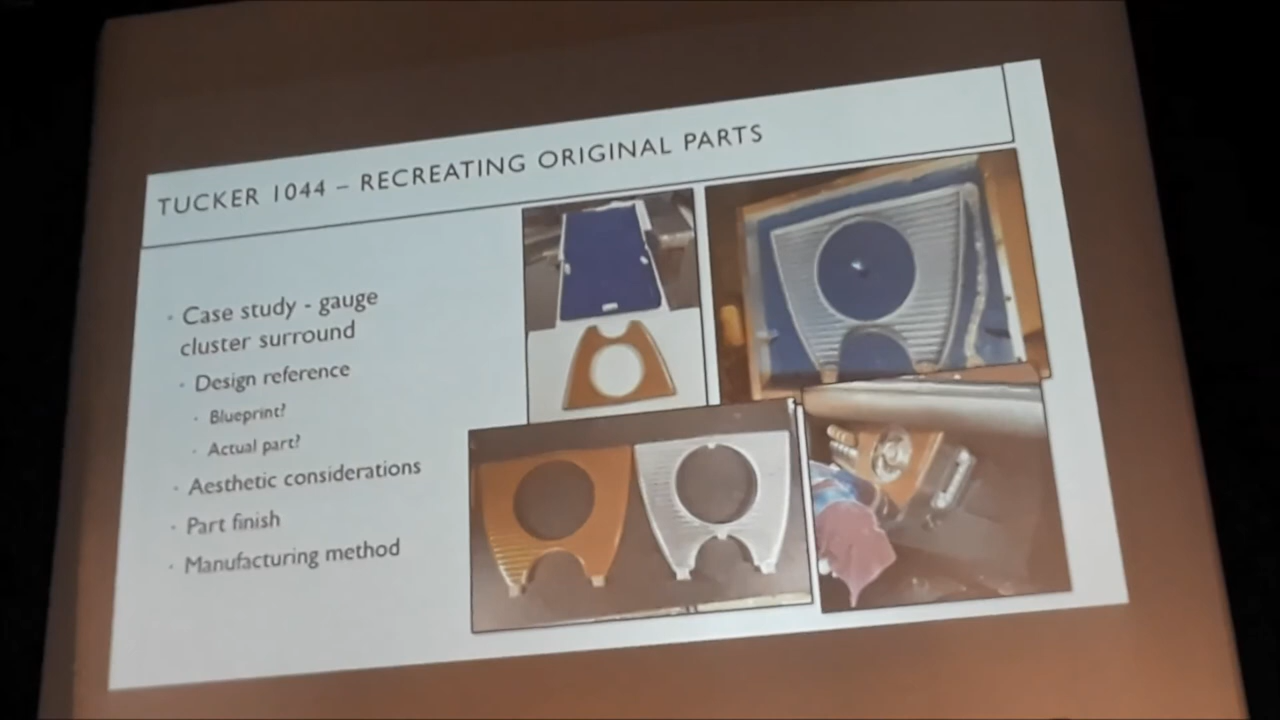 TUCKER 1044 – RECREATING ORIGINAL PARTS
• Case study - gauge
cluster surround
• Design reference
• Blueprint?
• Actual part?
• Aesthetic considerations
• Part finish
• Manufacturing method